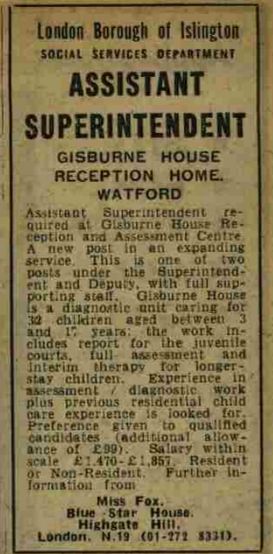 London Borough of Islington
SOCIAL SERVICES DEPARTMENT
ASSISTANT
SUPERINTENDENT
GISBURNE HOUSE
RECEPTION HOME.
WATFORD
Assistant Superintendent re-
quired at Gisburne House Re-
ception and Assessment Centre
A new post in an expanding
service. This is one of two
posts under the Superintend-
ent and Deputy, with full sup-
porting staff. Gisburne House
is a diagnostic unit caring for
32 children aged between 3
and years: the work in-
cludes report for the juvenile
courts, full assessment and
interim therapy for longer-
stay children. Experience in
assessment / diagnostic work
plus previous residential child
care experience is looked for.
Preference given to qualified
candidates (additional allow-
ance of £99). Salary within
scale £1,470-£1,857. Resident
or Non-Resident. Further in-
formation from
Miss Fox,
Blue Star House,
Highgate Hill,
London, N.19 (01-272 8331).